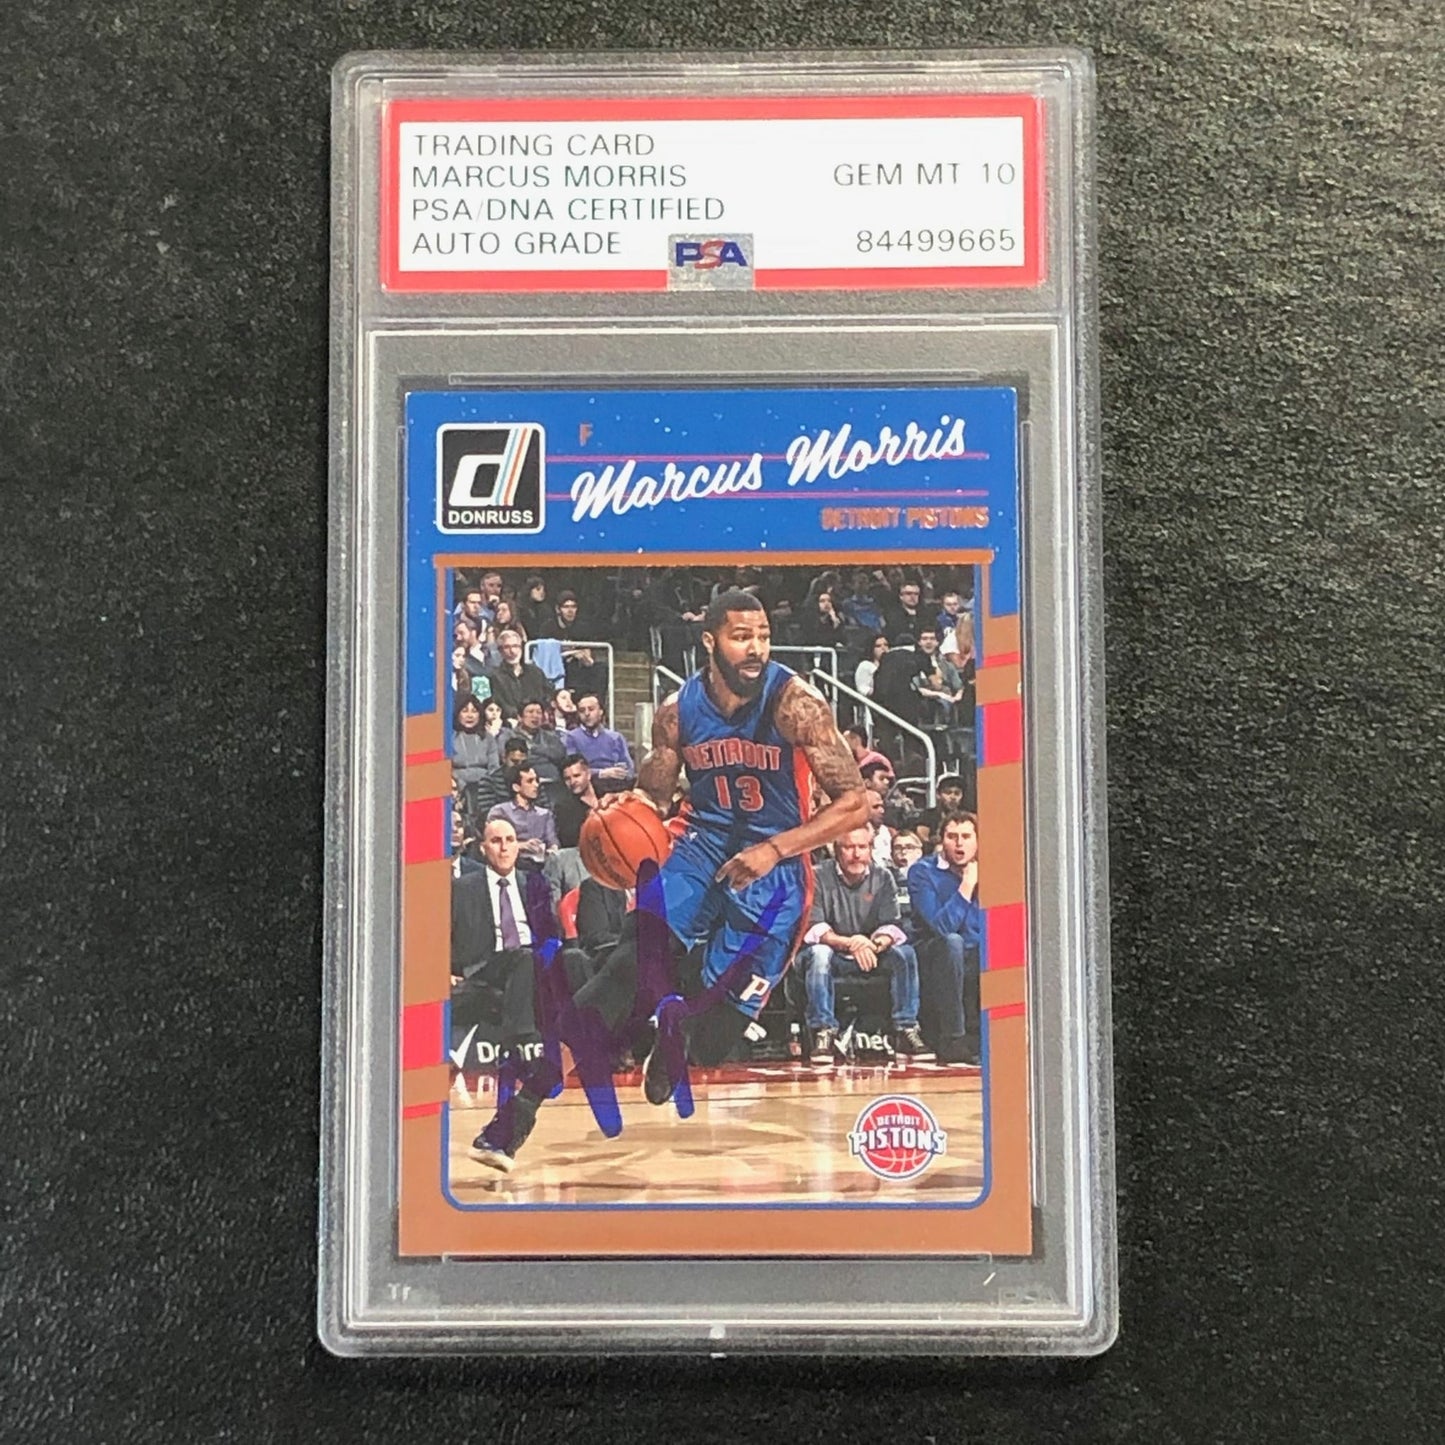 TRADING CARD
MARCUS MORRIS
GEM MT 10
PSA/DNA CERTIFIED
AUTO GRADE
PSA
84499665
F
Marcus Morris
DONRUSS
DETROIT PISTONS
DETROIT
13
P
DETROIT
PISTONS
PSA